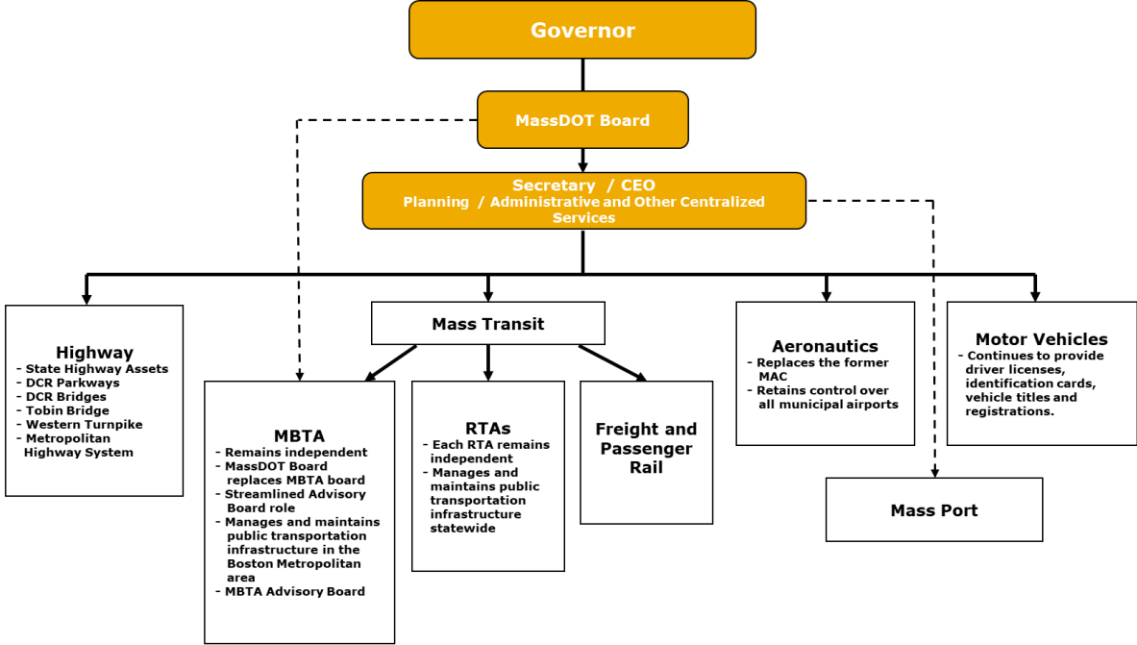 Governor
MassDOT Board
Secretary / CEO
Planning / Administrative and Other Centralized
Services
Highway
- State Highway Assets
- DCR Parkways
- DCR Bridges
- Tobin Bridge
- Western Turnpike
- Metropolitan
Highway System
Mass Transit
MBTA
- Remains independent
- MassDOT Board
replaces MBTA board
- Streamlined Advisory
Board role
- Manages and maintains
public transportation
infrastructure in the
Boston Metropolitan
area
- MBTA Advisory Board
RTAs
- Each RTA remains
independent
- Manages and
maintains public
transportation
infrastructure
statewide
Freight and
Passenger
Rail
Aeronautics
- Replaces the former
MAC
- Retains control over
all municipal airports
Motor Vehicles
- Continues to provide
driver licenses,
identification cards,
vehicle titles and
registrations.
Mass Port